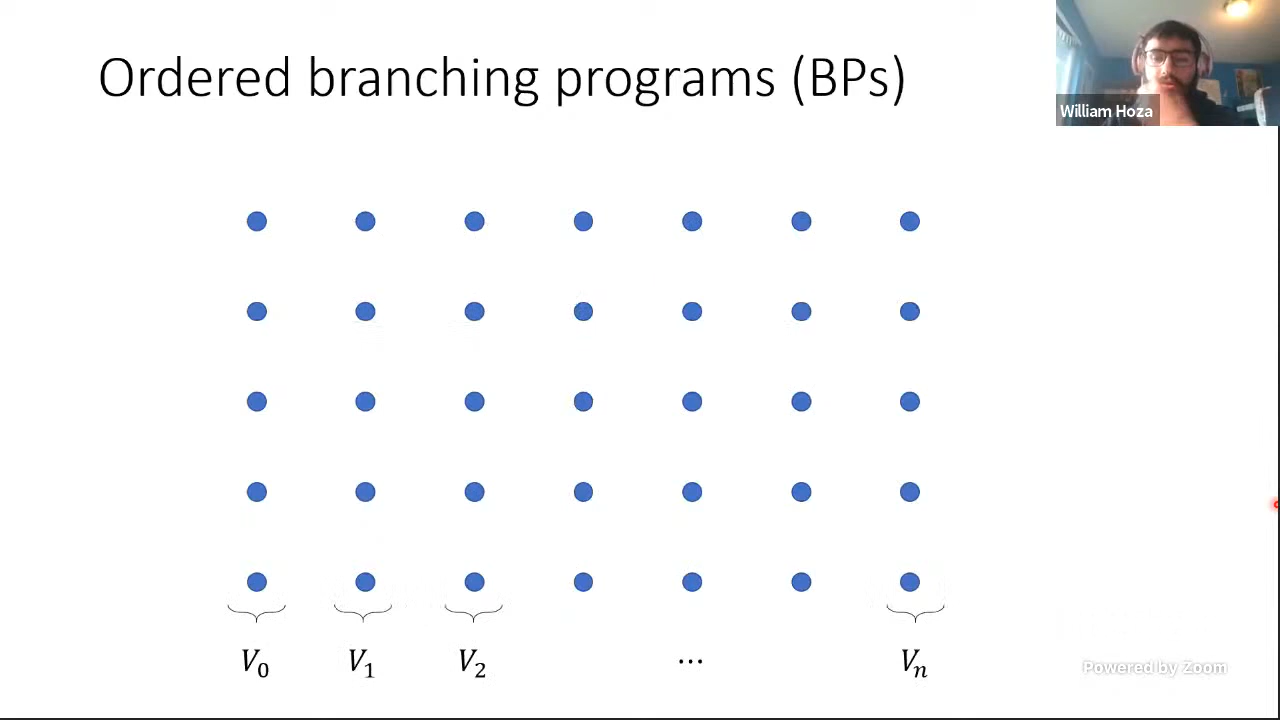 Ordered branching programs (BPs)
William Hoza
V₀ V₁ V₂ ⋯ Vₙ
Powered by Zoom